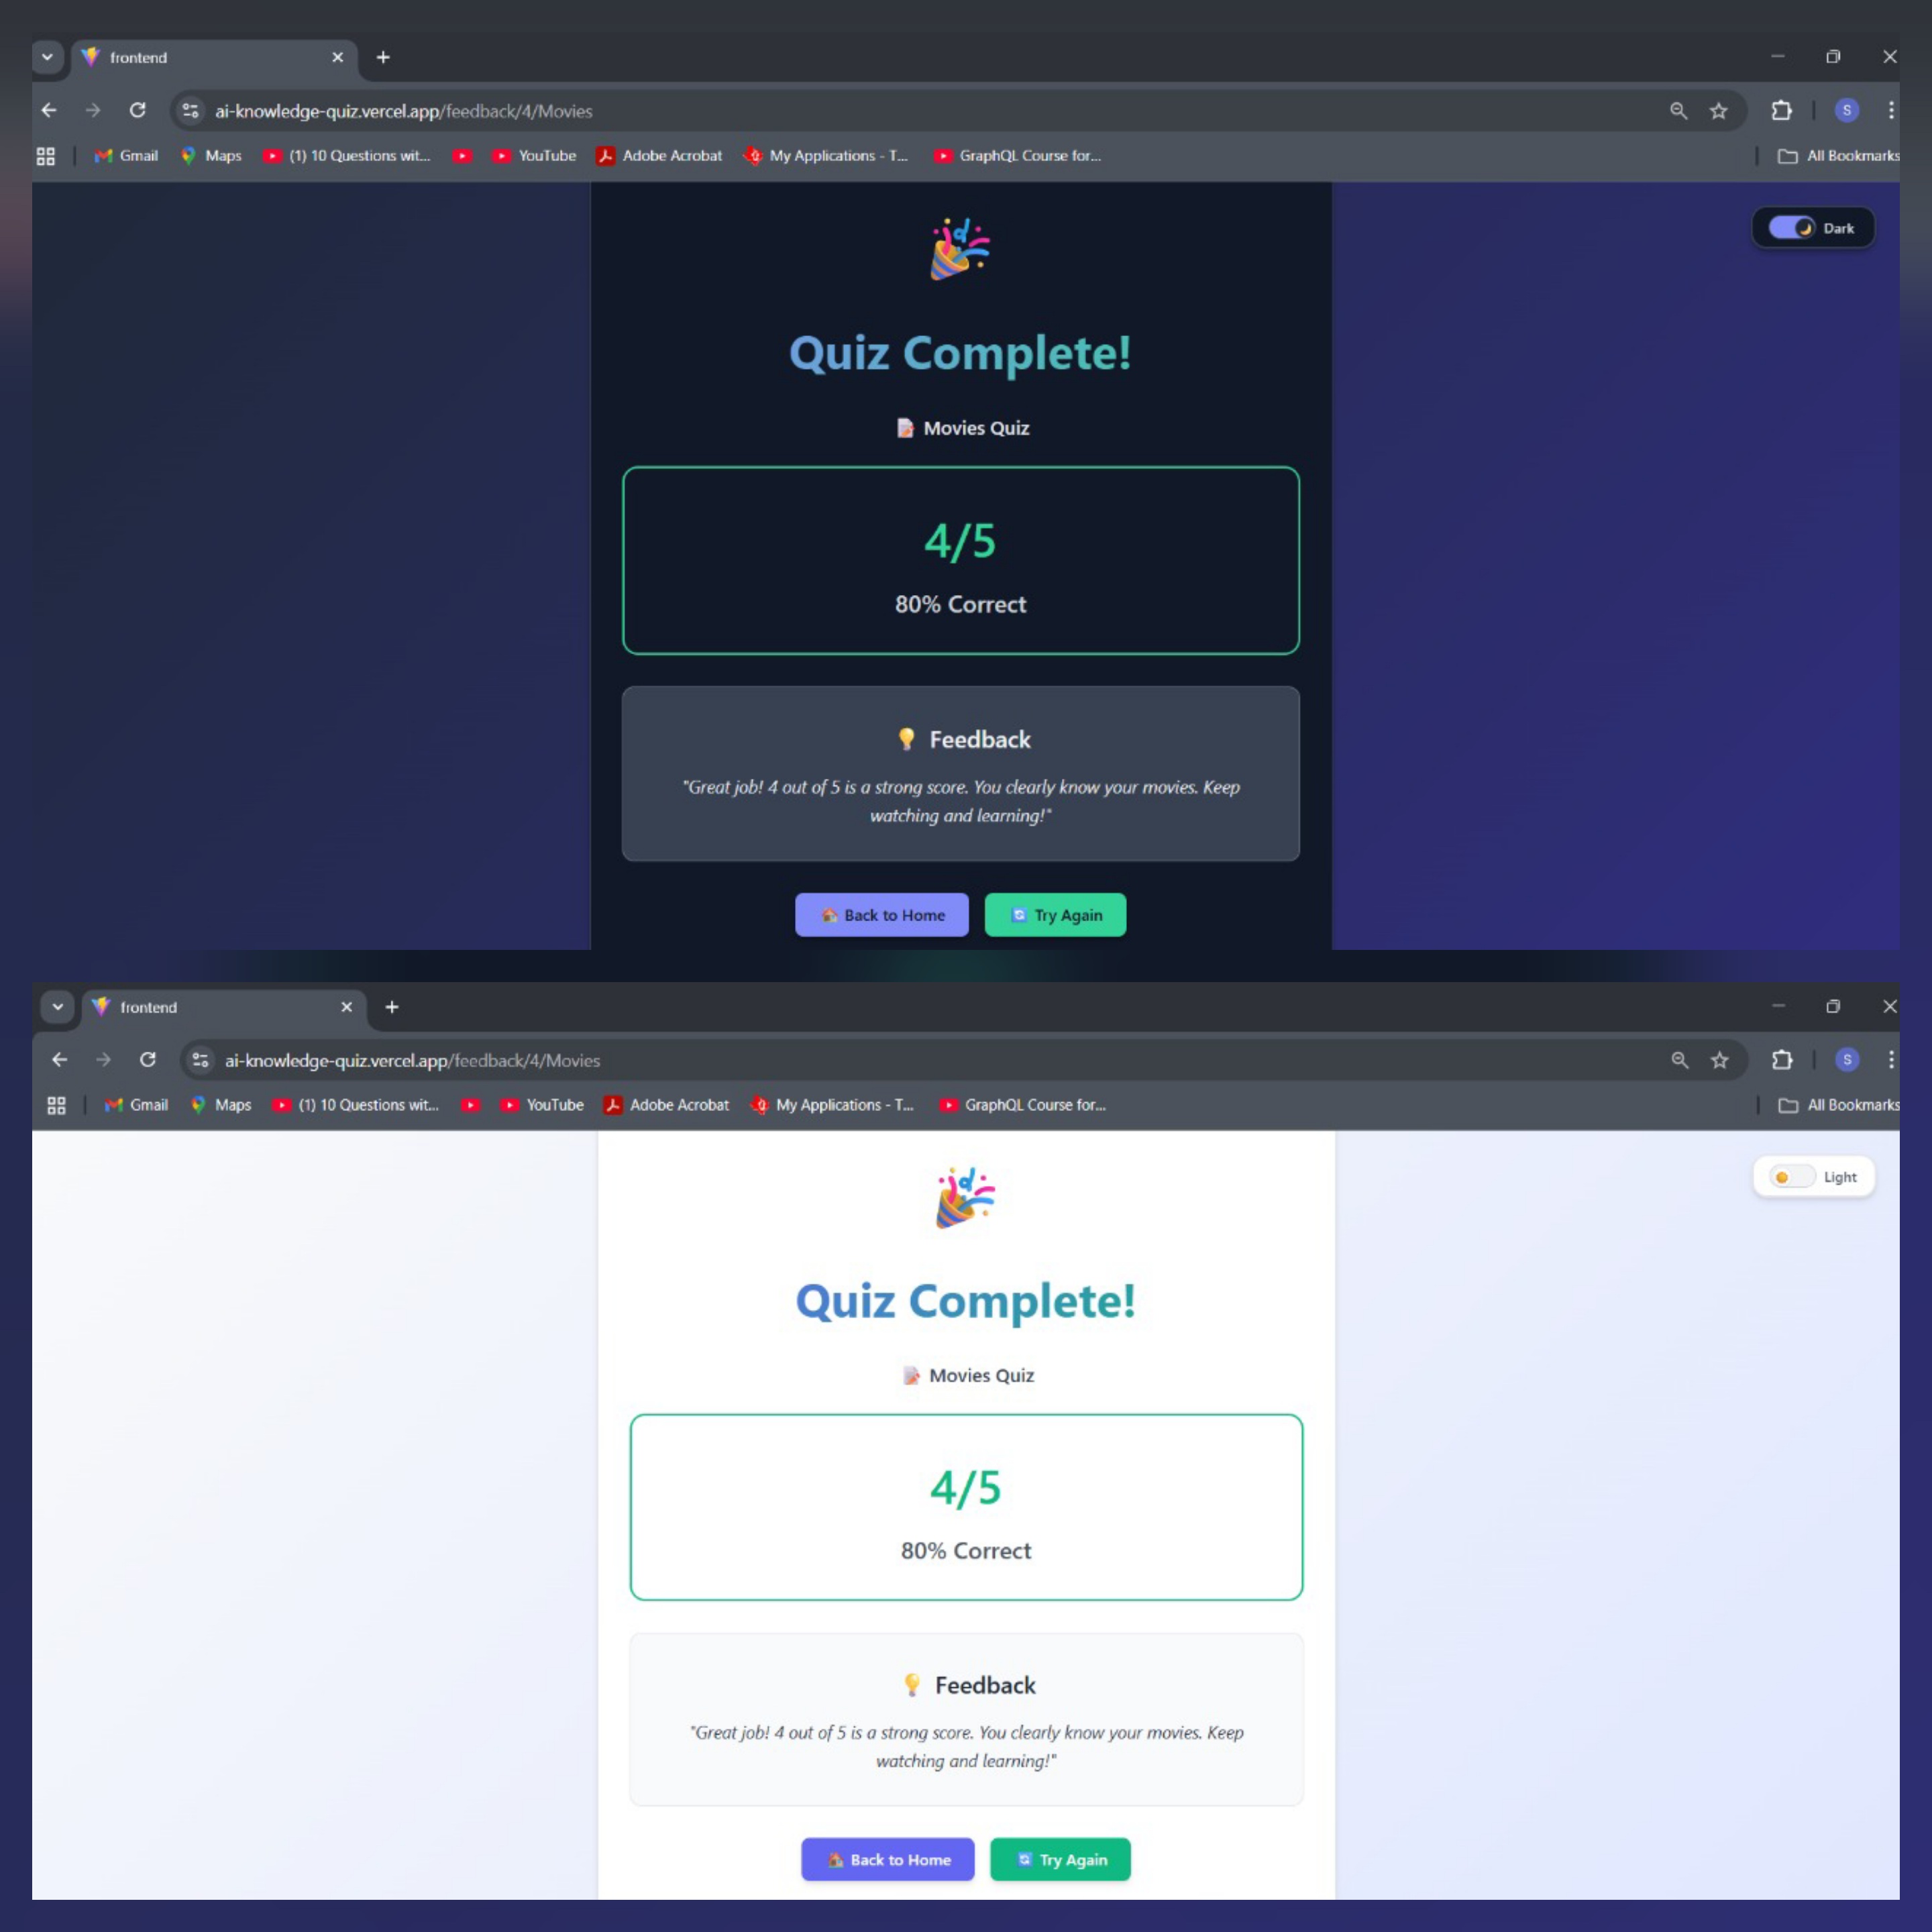 frontend
ai-knowledge-quiz.vercel.app/feedback/4/Movies
Gmail Maps (1) 10 Questions wit... YouTube Adobe Acrobat My Applications - T... GraphQL Course for... All Bookmarks
S
Dark
Quiz Complete!
Movies Quiz
4/5
80% Correct
Feedback
"Great job! 4 out of 5 is a strong score. You clearly know your movies. Keep
watching and learning!"
Back to Home Try Again
frontend
ai-knowledge-quiz.vercel.app/feedback/4/Movies
S
Gmail Maps (1) 10 Questions wit... YouTube Adobe Acrobat My Applications - T... GraphQL Course for... All Bookmarks
Light
Quiz Complete!
Movies Quiz
4/5
80% Correct
Feedback
"Great job! 4 out of 5 is a strong score. You clearly know your movies. Keep
watching and learning!"
Back to Home Try Again